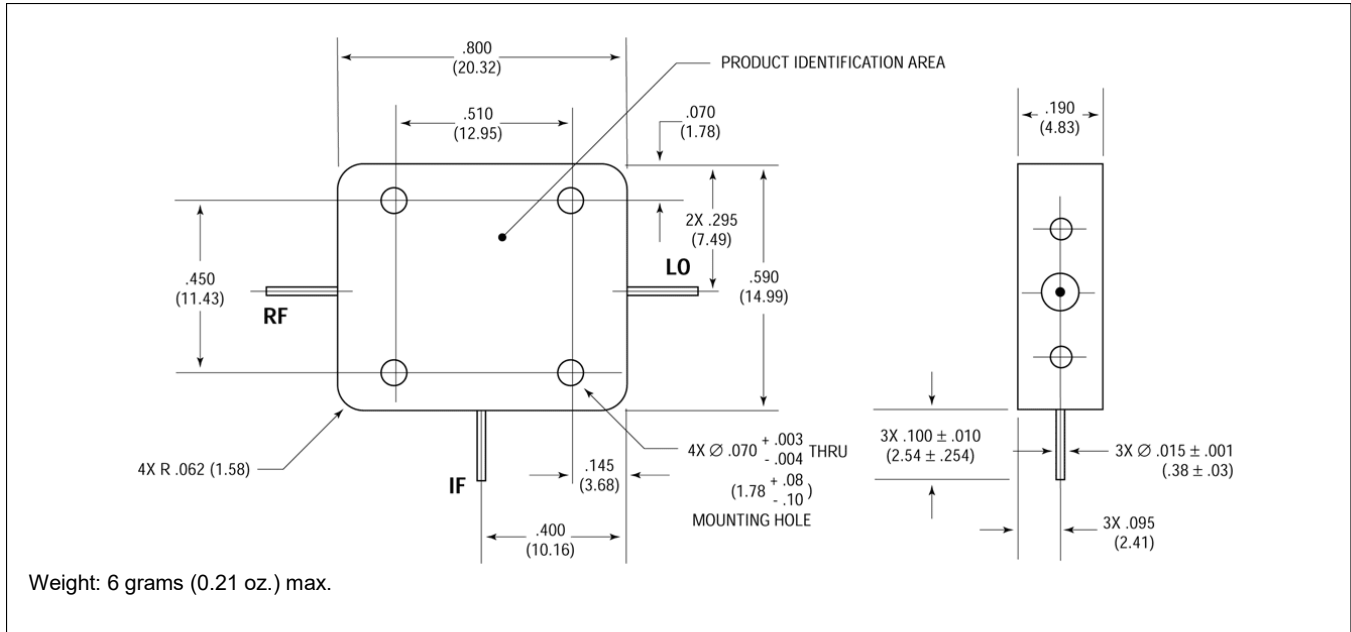 .800
(20.32)
PRODUCT IDENTIFICATION AREA
.510
(12.95)
.070
(1.78)
.190
(4.83)
2X .295
(7.49)
LO
.450
(11.43)
.590
(14.99)
RF
3X .100 ± .010
(2.54 ± .254)
4X Ø .070 + .003 - .004 THRU
(1.78 + .08 - .10)
MOUNTING HOLE
3X Ø .015 ± .001
(.38 ± .03)
4X R .062 (1.58)
.145
(3.68)
IF
.400
(10.16)
3X .095
(2.41)
Weight: 6 grams (0.21 oz.) max.